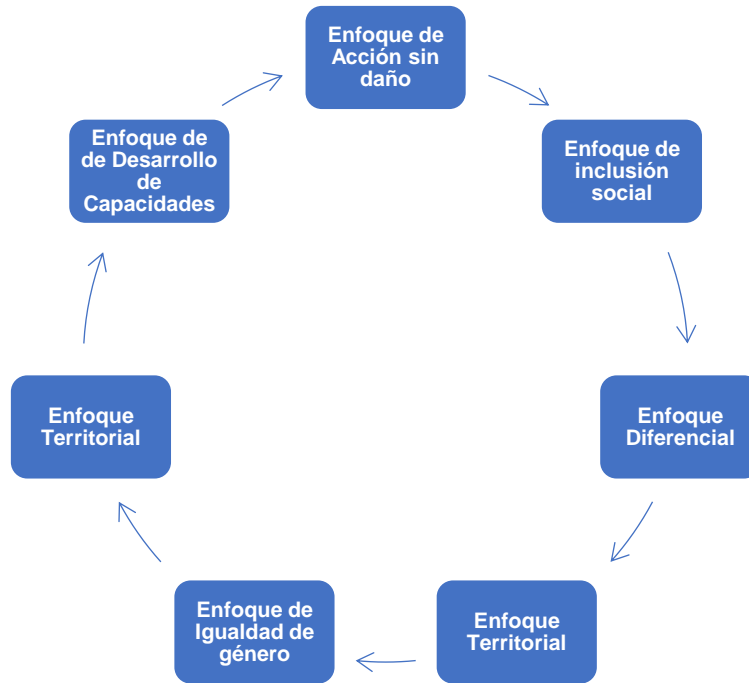 Enfoque de
Acción sin
daño
Enfoque de
inclusión
social
Enfoque
Diferencial
Enfoque
Territorial
Enfoque de
Igualdad de
género
Enfoque
Territorial
Enfoque de
de Desarrollo
de
Capacidades